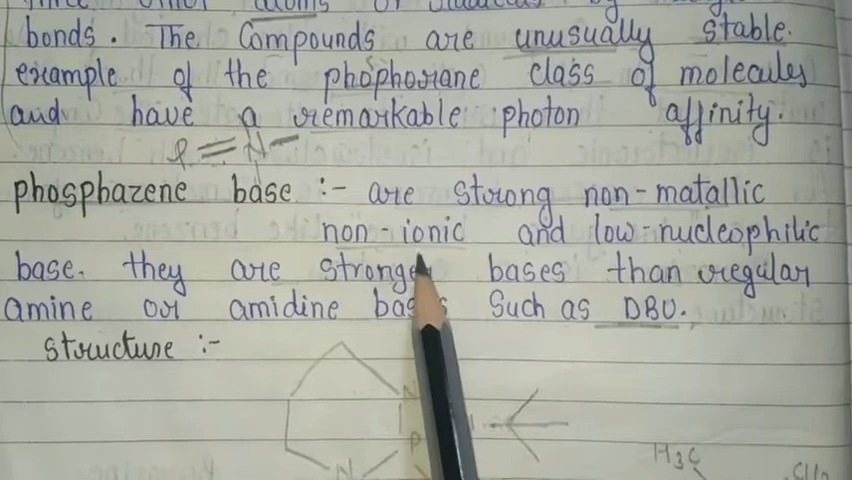 atoms or
bonds. The Compounds are unusually stable.
example of the phophorane class of molecules
and have a remarkable photon affinity.
P=N-
phosphazene base :- are strong non-matallic
non-ionic and low-nucleophilic
base. they are stronger bases than regular
amine or amidine bases Such as DBU.
structure :-
N
P
N
H3C